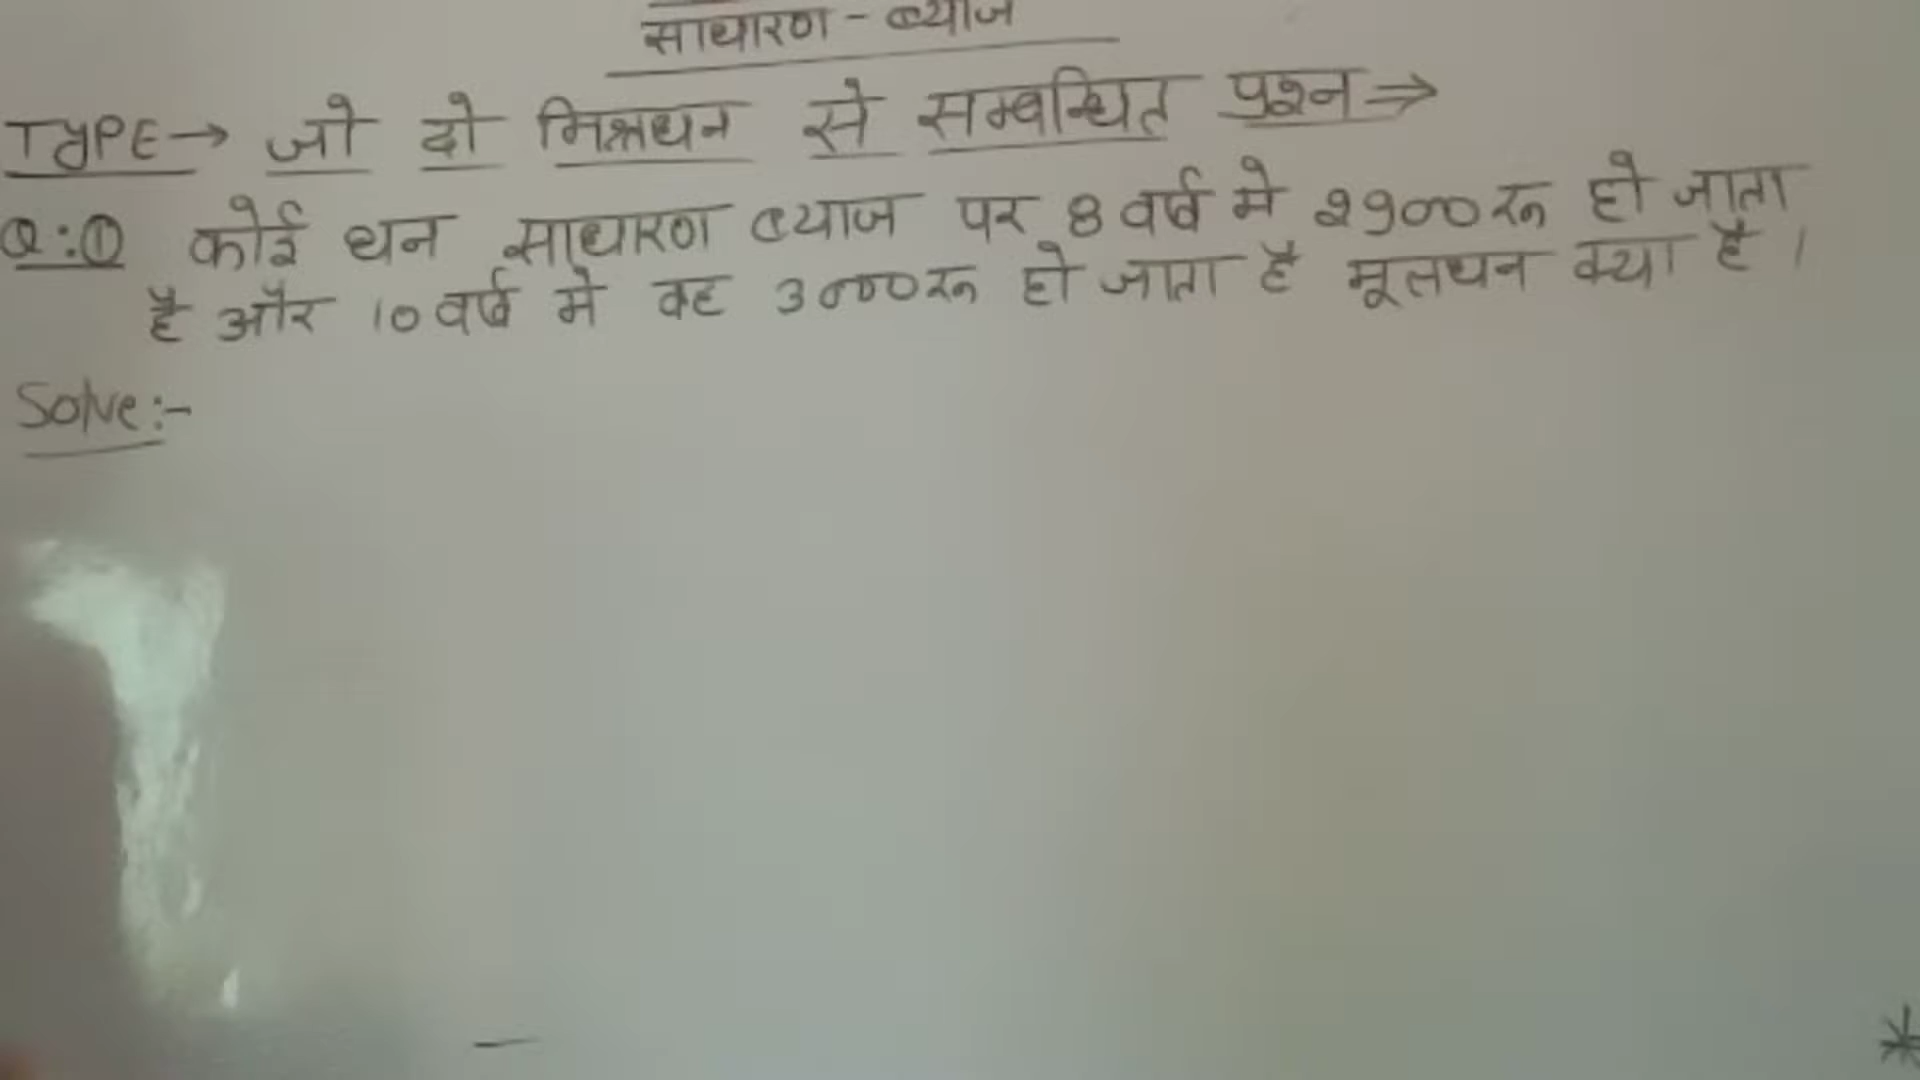 साधारण - ब्याज
TYPE → जो दो मिश्रधन से सम्बन्धित प्रश्न ⇒
Q:① कोई धन साधारण ब्याज पर 8 वर्ष मे 2900 रु हो जाता
है और 10 वर्ष मे वह 3000 रु हो जाता है मूलधन क्या है।
Solve:-